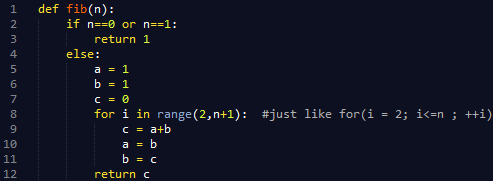 1 def fib(n):
2     if n==0 or n==1:
3         return 1
4     else:
5         a = 1
6         b = 1
7         c = 0
8         for i in range(2,n+1):  #just like for(i = 2; i<=n ; ++i)
9             c = a+b
10             a = b
11             b = c
12         return c